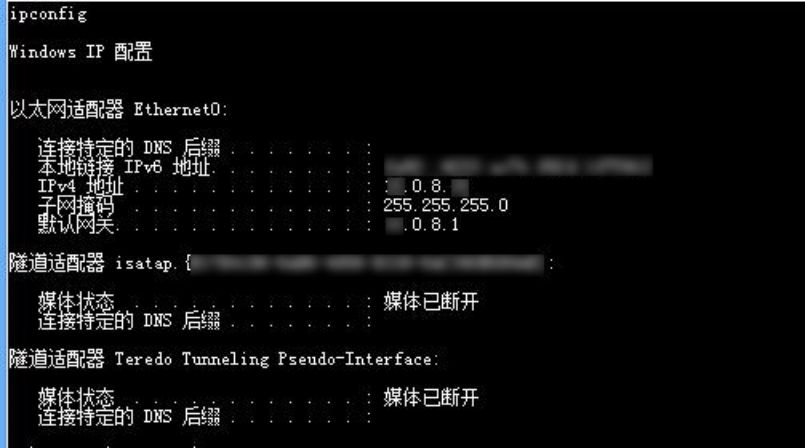 ipconfig
Windows IP 配置
以太网适配器 Ethernet0:
连接特定的 DNS 后缀 . . . . . . . :
本地链接 IPv6 地址. . . . . . . . :
IPv4 地址 . . . . . . . . . . . . : .0.8.
子网掩码 . . . . . . . . . . . . : 255.255.255.0
默认网关. . . . . . . . . . . . . : .0.8.1
隧道适配器 isatap.{ :
媒体状态 . . . . . . . . . . . . : 媒体已断开
连接特定的 DNS 后缀 . . . . . . . :
隧道适配器 Teredo Tunneling Pseudo-Interface:
媒体状态 . . . . . . . . . . . . : 媒体已断开
连接特定的 DNS 后缀 . . . . . . . :